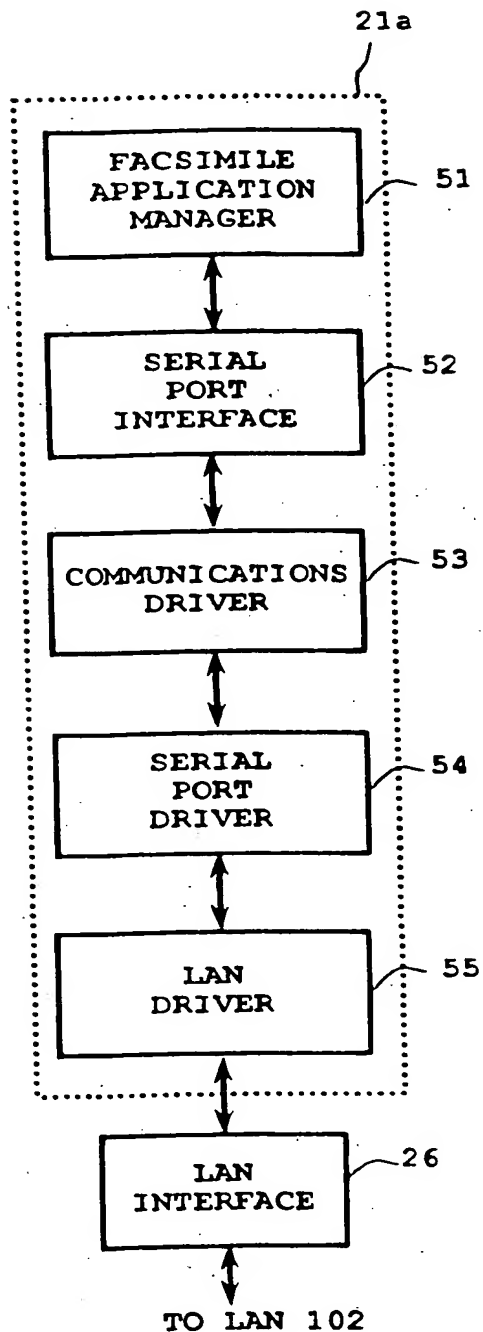 21a
FACSIMILE
APPLICATION
MANAGER
51
SERIAL
PORT
INTERFACE
52
COMMUNICATIONS
DRIVER
53
SERIAL
PORT
DRIVER
54
LAN
DRIVER
55
LAN
INTERFACE
26
TO LAN 102